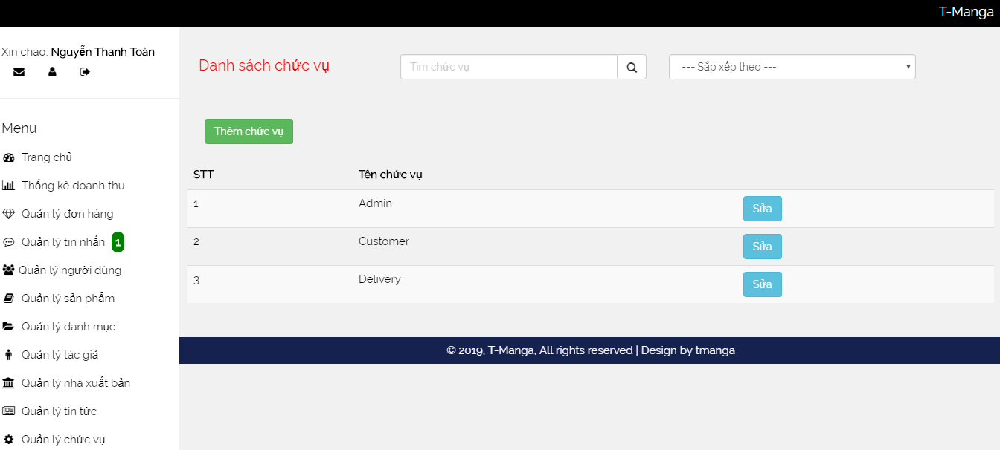 T-Manga
Xin chào, Nguyễn Thanh Toàn
Danh sách chức vụ
Tìm chức vụ
--- Sắp xếp theo ---
Menu
Trang chủ
Thống kê doanh thu
Quản lý đơn hàng
Quản lý tin nhắn 1
Quản lý người dùng
Quản lý sản phẩm
Quản lý danh mục
Quản lý tác giả
Quản lý nhà xuất bản
Quản lý tin tức
Quản lý chức vụ
Thêm chức vụ
STT Tên chức vụ
1 Admin Sửa
2 Customer Sửa
3 Delivery Sửa
© 2019, T-Manga, All rights reserved | Design by tmanga